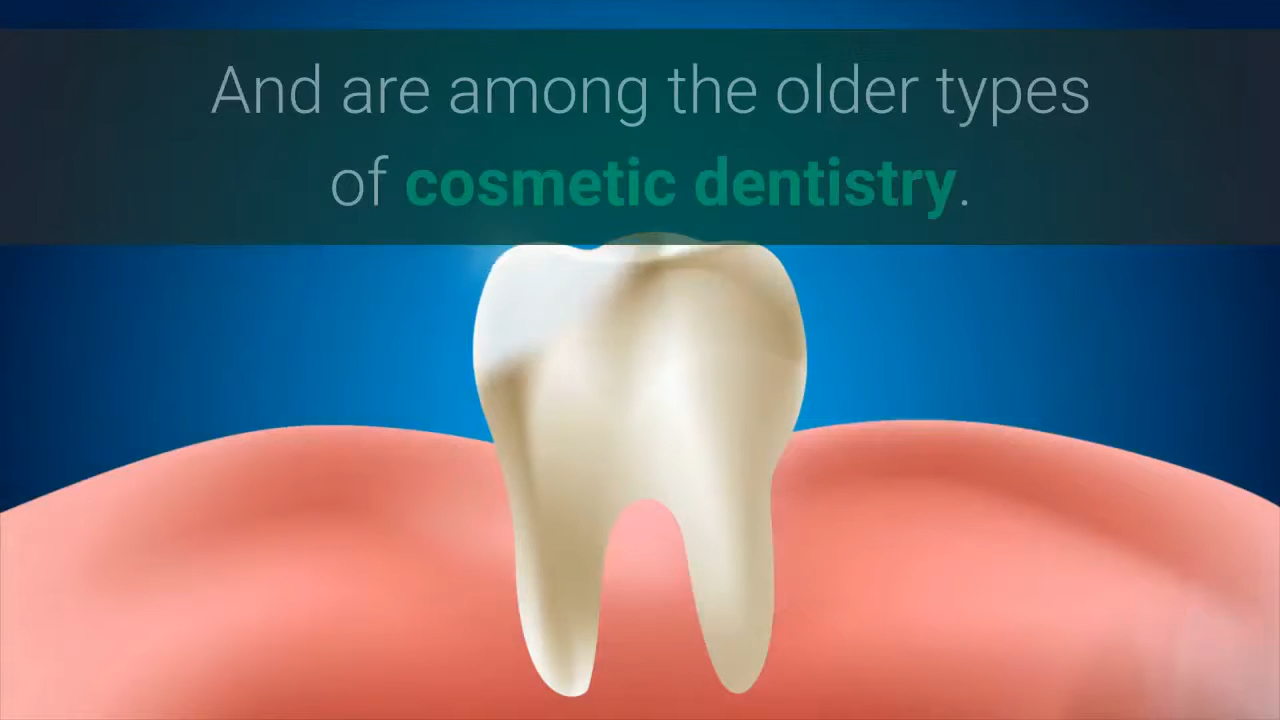 And are among the older types
of cosmetic dentistry.